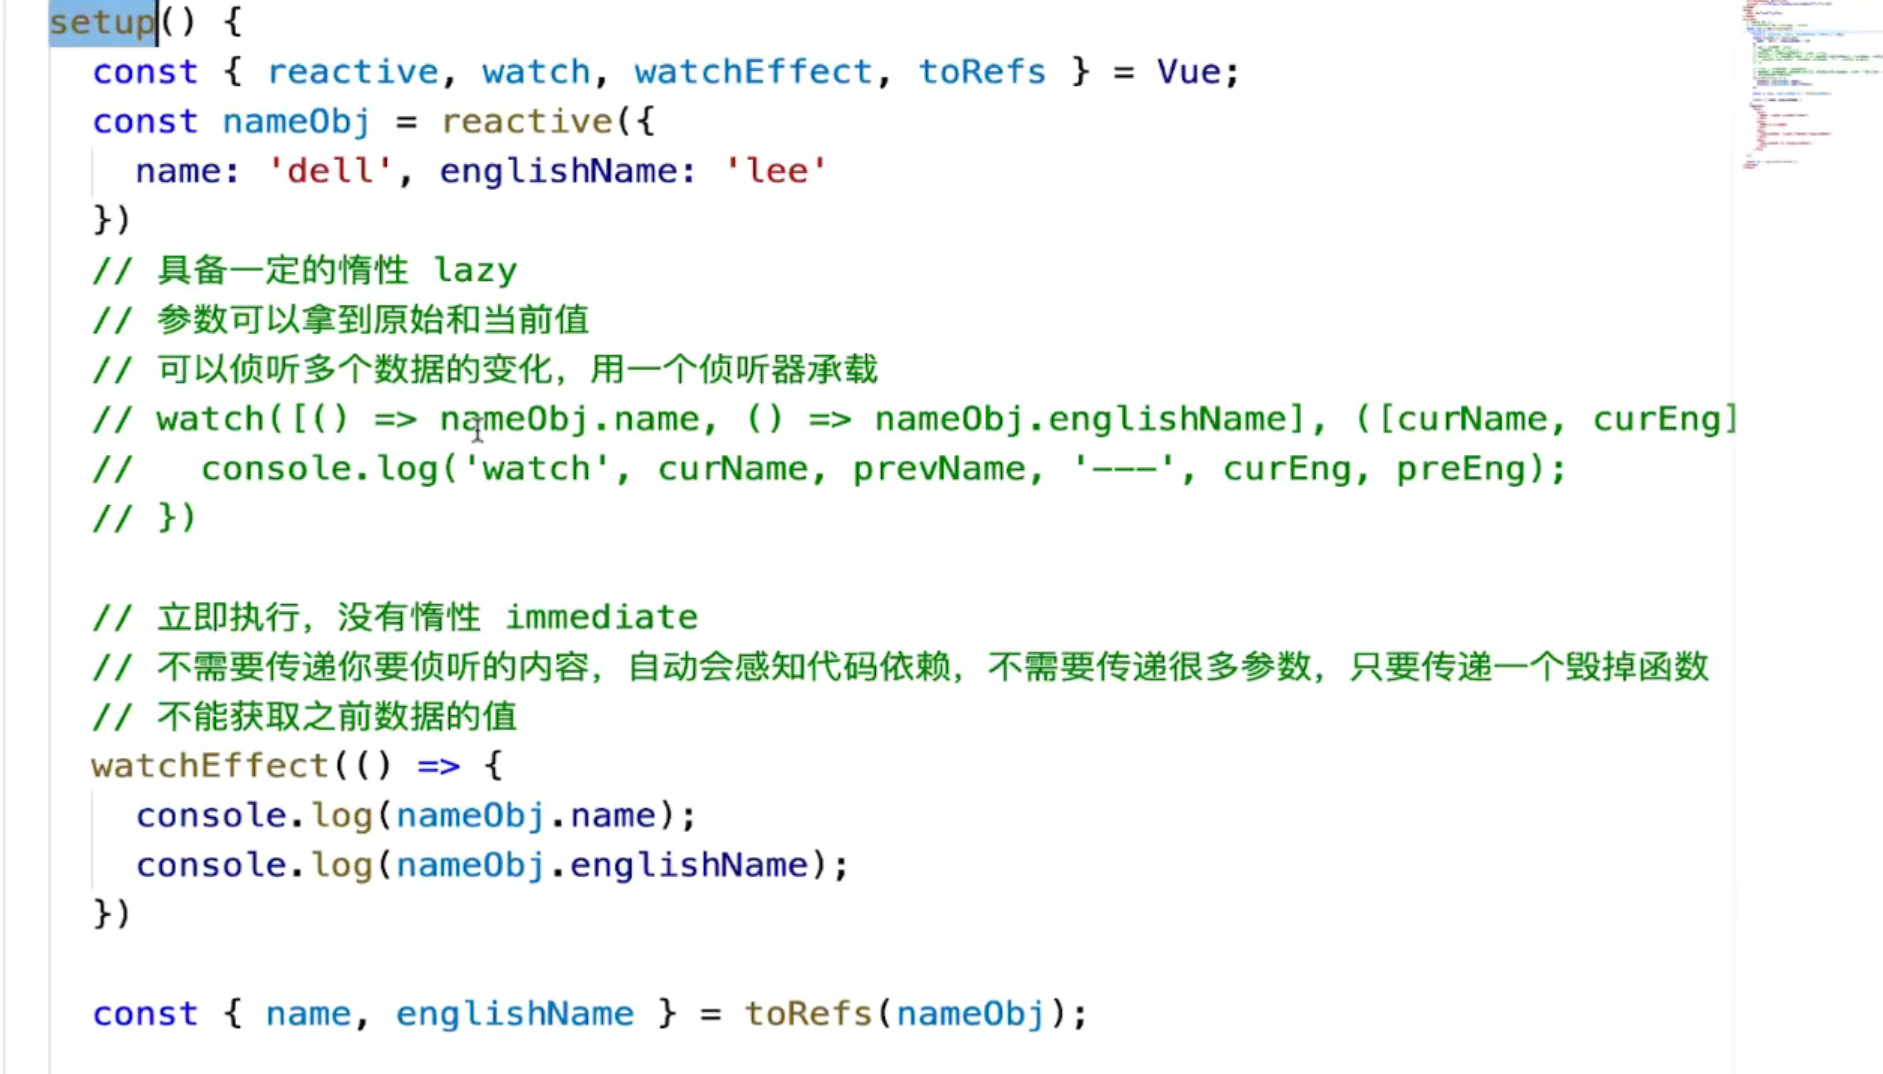 setup() {
const { reactive, watch, watchEffect, toRefs } = Vue;
const nameObj = reactive({
name: 'dell', englishName: 'lee'
})
// 具备一定的惰性 lazy
// 参数可以拿到原始和当前值
// 可以侦听多个数据的变化，用一个侦听器承载
// watch([() => nameObj.name, () => nameObj.englishName], ([curName, curEng]
// console.log('watch', curName, prevName, '---', curEng, preEng);
// })
// 立即执行，没有惰性 immediate
// 不需要传递你要侦听的内容，自动会感知代码依赖，不需要传递很多参数，只要传递一个毁掉函数
// 不能获取之前数据的值
watchEffect(() => {
console.log(nameObj.name);
console.log(nameObj.englishName);
})
const { name, englishName } = toRefs(nameObj);